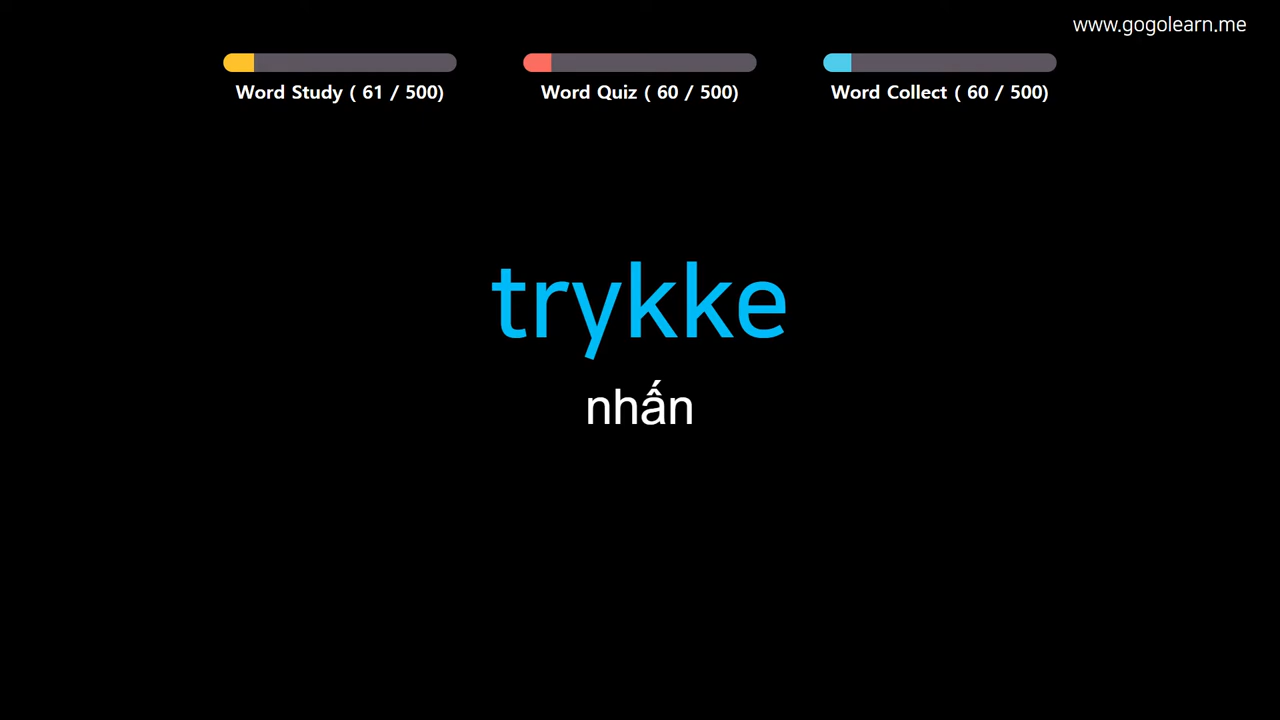 www.gogolearn.me
Word Study ( 61 / 500)
Word Quiz ( 60 / 500)
Word Collect ( 60 / 500)
trykke
nhấn